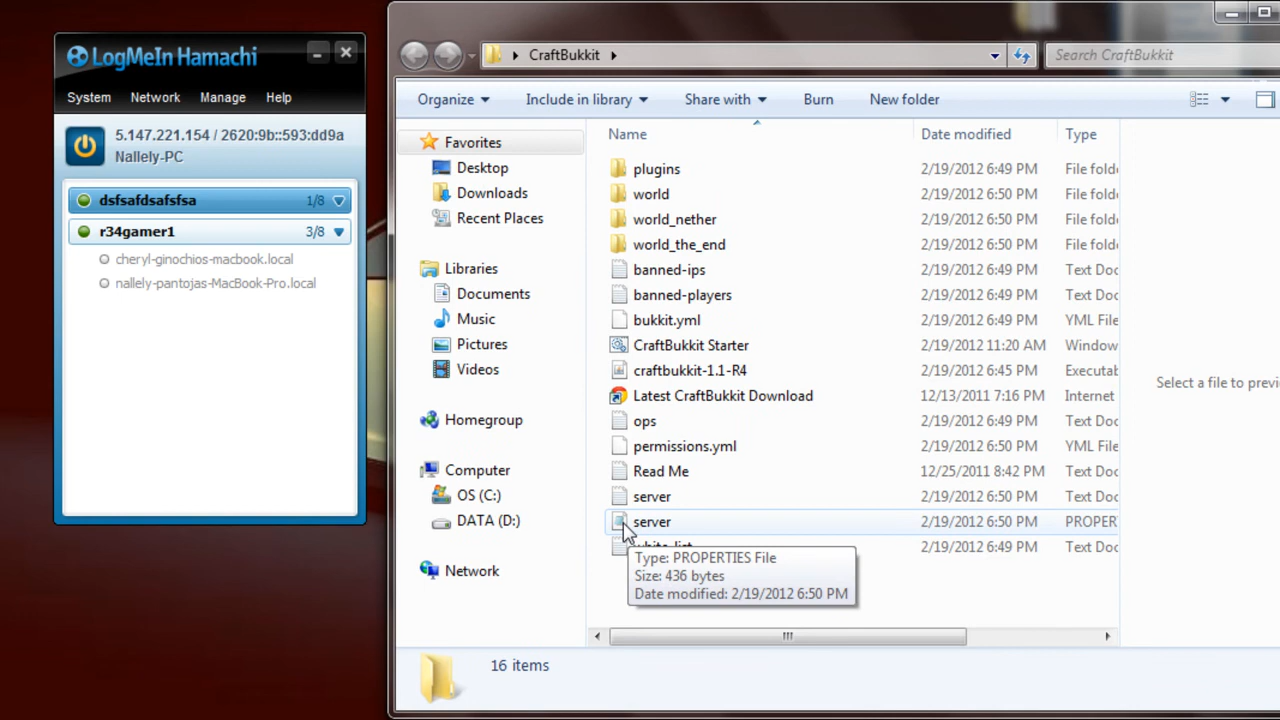 LogMeIn Hamachi
System Network Manage Help
5.147.221.154 / 2620:9b::593:dd9a
Nallely-PC
dsfsafdsafsfsa 1/8
r34gamer1 3/8
cheryl-ginochios-macbook.local
nallely-pantojas-MacBook-Pro.local
CraftBukkit
Search CraftBukkit
Organize Include in library Share with Burn New folder
Favorites
Desktop
Downloads
Recent Places
Libraries
Documents
Music
Pictures
Videos
Homegroup
Computer
OS (C:)
DATA (D:)
Network
Name Date modified Type
plugins 2/19/2012 6:49 PM File fold
world 2/19/2012 6:50 PM File fold
world_nether 2/19/2012 6:50 PM File fold
world_the_end 2/19/2012 6:50 PM File fold
banned-ips 2/19/2012 6:49 PM Text Doc
banned-players 2/19/2012 6:49 PM Text Doc
bukkit.yml 2/19/2012 6:49 PM YML File
CraftBukkit Starter 2/19/2012 11:20 AM Window
craftbukkit-1.1-R4 2/19/2012 6:45 PM Executab
Latest CraftBukkit Download 12/13/2011 7:16 PM Internet
ops 2/19/2012 6:49 PM Text Doc
permissions.yml 2/19/2012 6:50 PM YML File
Read Me 12/25/2011 8:42 PM Text Doc
server 2/19/2012 6:50 PM Text Doc
server 2/19/2012 6:50 PM PROPER
white-list 2/19/2012 6:49 PM Text Doc
Type: PROPERTIES File
Size: 436 bytes
Date modified: 2/19/2012 6:50 PM
Select a file to previ
16 items